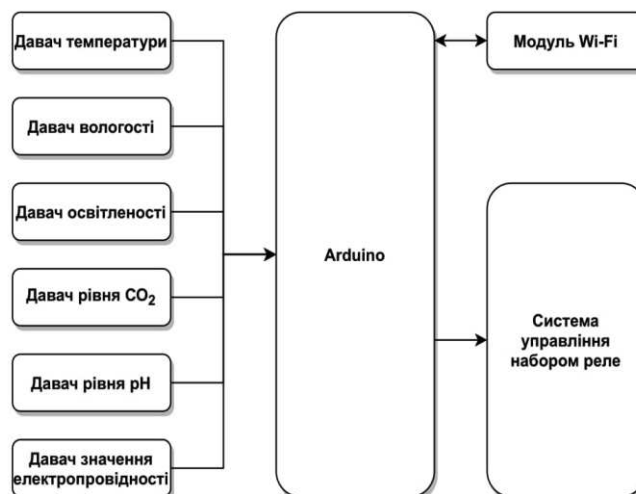 Давач температури
Давач вологості
Давач освітленості
Давач рівня CO₂
Давач рівня pH
Давач значення
електропровідності
Arduino
Модуль Wi-Fi
Система
управління
набором реле